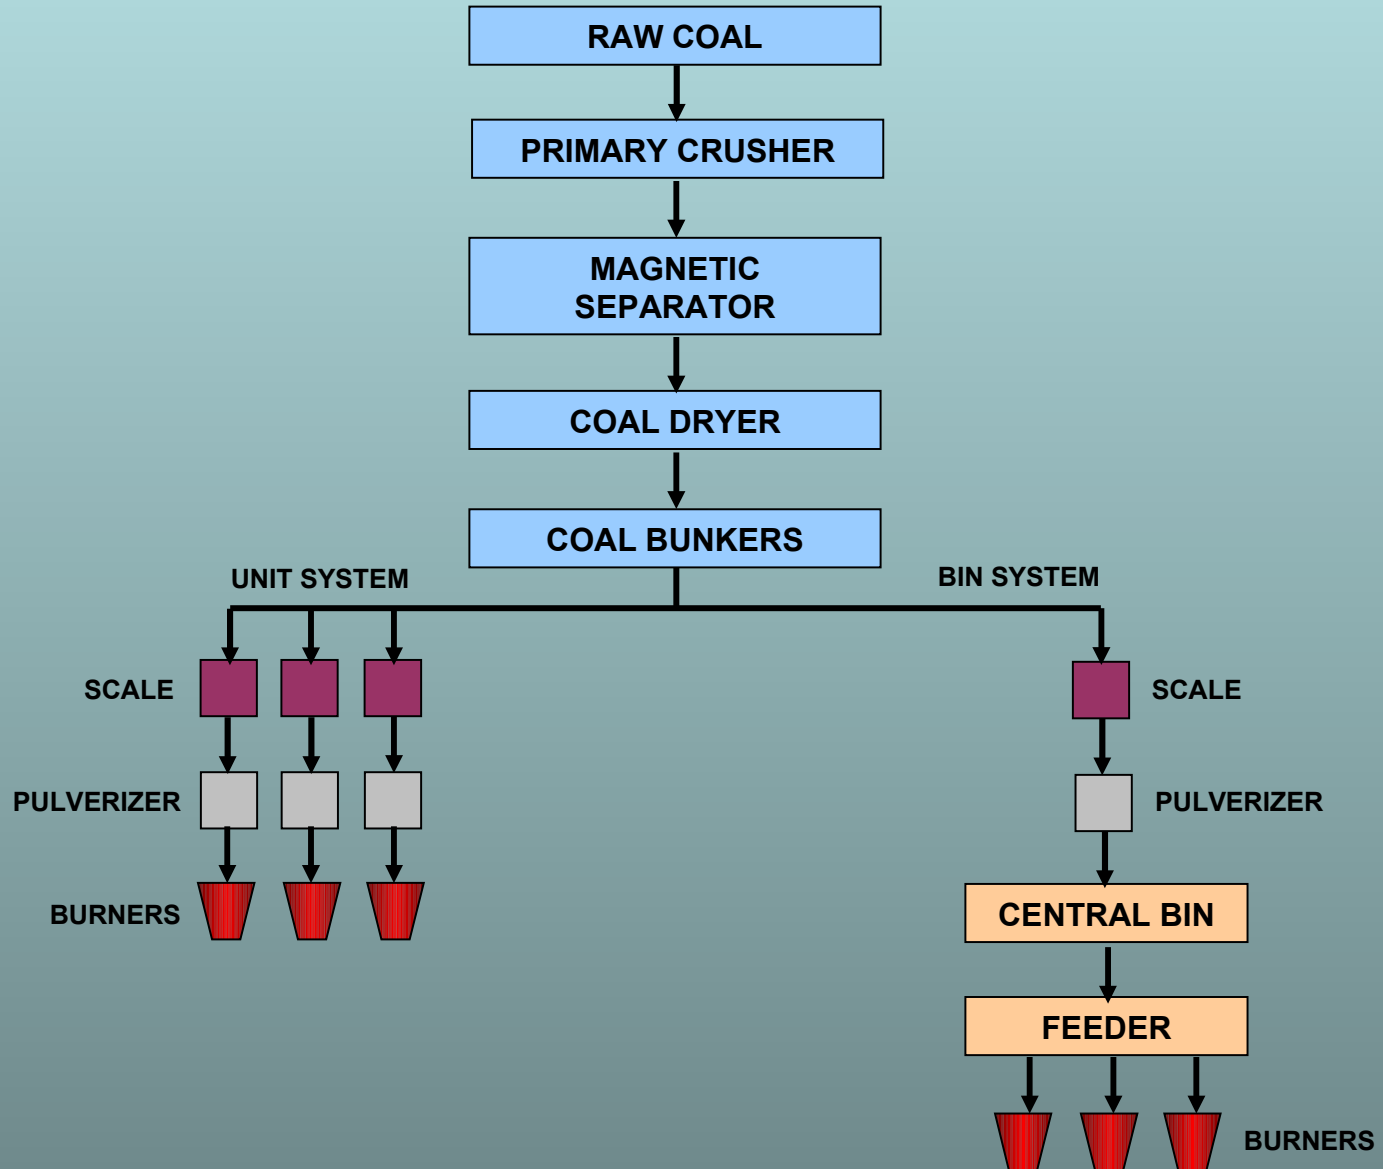 RAW COAL
PRIMARY CRUSHER
MAGNETIC
SEPARATOR
COAL DRYER
COAL BUNKERS
UNIT SYSTEM
BIN SYSTEM
SCALE
SCALE
PULVERIZER
PULVERIZER
BURNERS
CENTRAL BIN
FEEDER
BURNERS